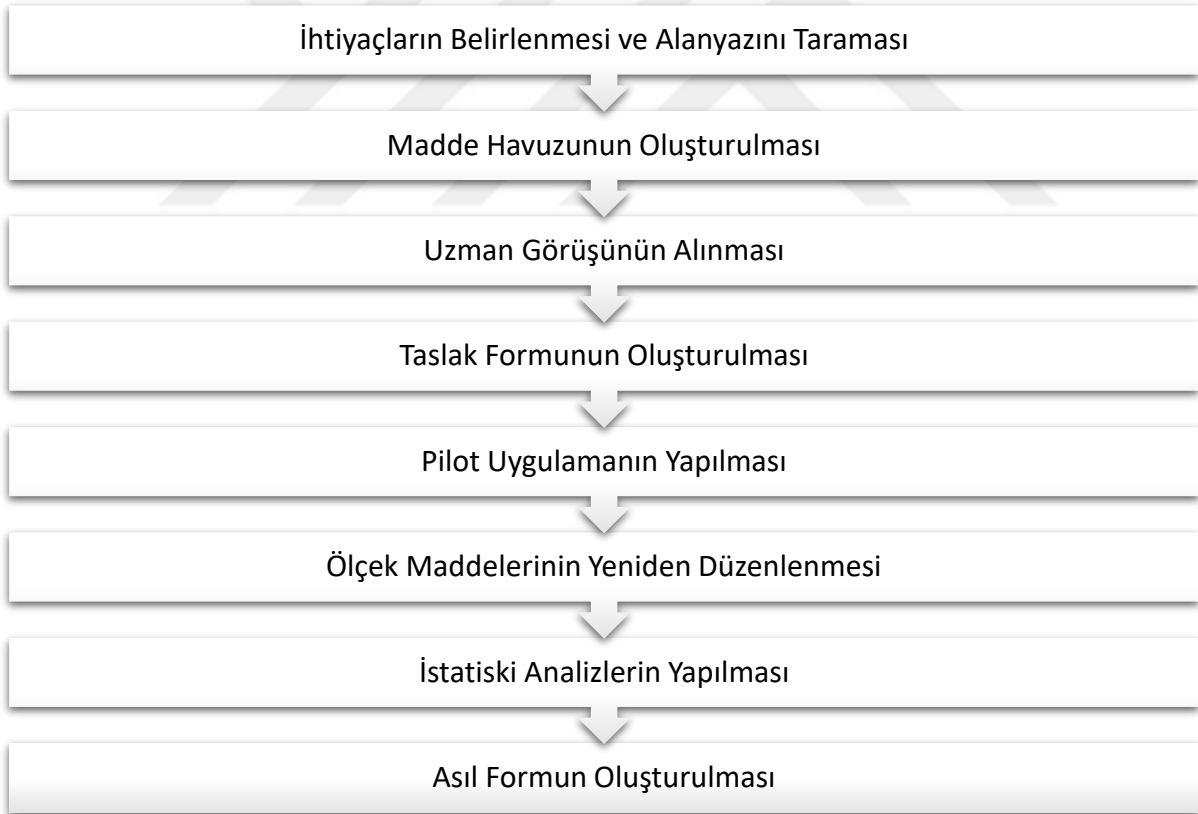 İhtiyaçların Belirlenmesi ve Alanyazını Taraması
Madde Havuzunun Oluşturulması
Uzman Görüşünün Alınması
Taslak Formunun Oluşturulması
Pilot Uygulamanın Yapılması
Ölçek Maddelerinin Yeniden Düzenlenmesi
İstatiski Analizlerin Yapılması
Asıl Formun Oluşturulması